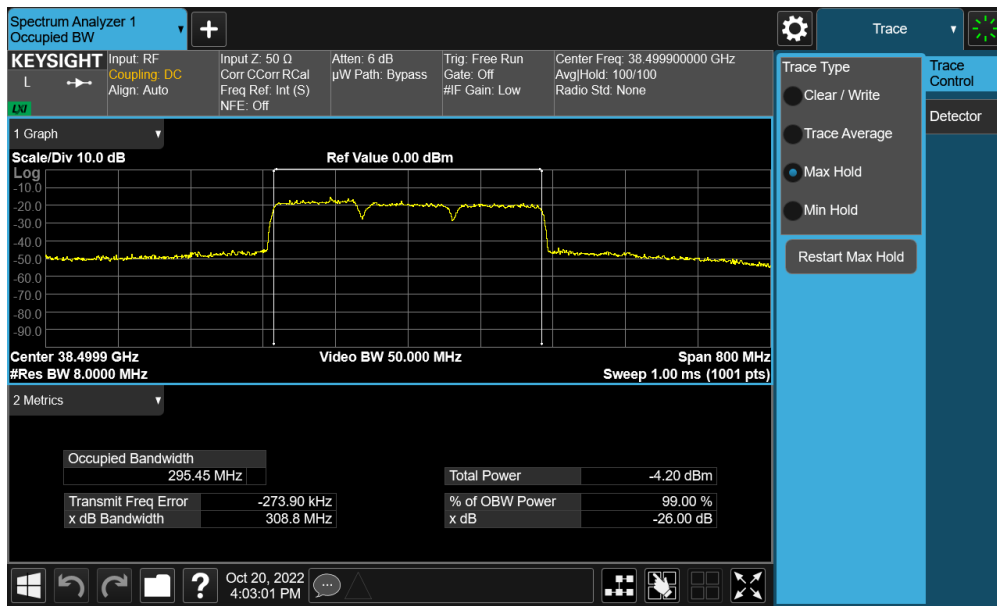 Spectrum Analyzer 1
Occupied BW
+
Trace
KEYSIGHT
L
LXI
Input: RF
Coupling: DC
Align: Auto
Input Z: 50 Ω
Corr CCorr RCal
Freq Ref: Int (S)
NFE: Off
Atten: 6 dB
µW Path: Bypass
Trig: Free Run
Gate: Off
#IF Gain: Low
Center Freq: 38.499900000 GHz
Avg|Hold: 100/100
Radio Std: None
Trace Type
Clear / Write
Trace Average
Max Hold
Min Hold
Restart Max Hold
Trace
Control
Detector
1 Graph
Scale/Div 10.0 dB
Ref Value 0.00 dBm
Log
-10.0
-20.0
-30.0
-40.0
-50.0
-60.0
-70.0
-80.0
-90.0
Center 38.4999 GHz
Video BW 50.000 MHz
Span 800 MHz
#Res BW 8.0000 MHz
Sweep 1.00 ms (1001 pts)
2 Metrics
Occupied Bandwidth
295.45 MHz
Total Power -4.20 dBm
Transmit Freq Error -273.90 kHz
% of OBW Power 99.00 %
x dB Bandwidth 308.8 MHz
x dB -26.00 dB
?
Oct 20, 2022
4:03:01 PM